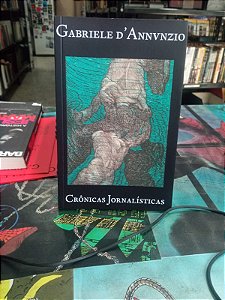 GABRIELE D'ANNVNZIO
CRÔNICAS JORNALÍSTICAS